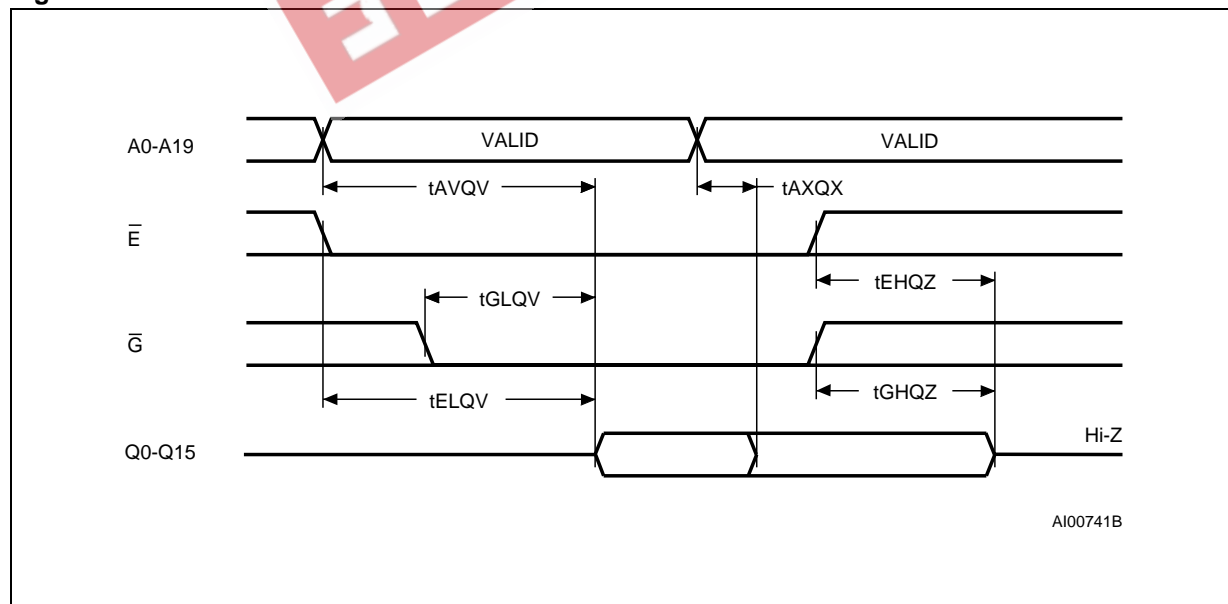 A0-A19
VALID
VALID
tAVQV
tAXQX
E̅
tEHQZ
tGLQV
G̅
tGHQZ
tELQV
Hi-Z
Q0-Q15
AI00741B